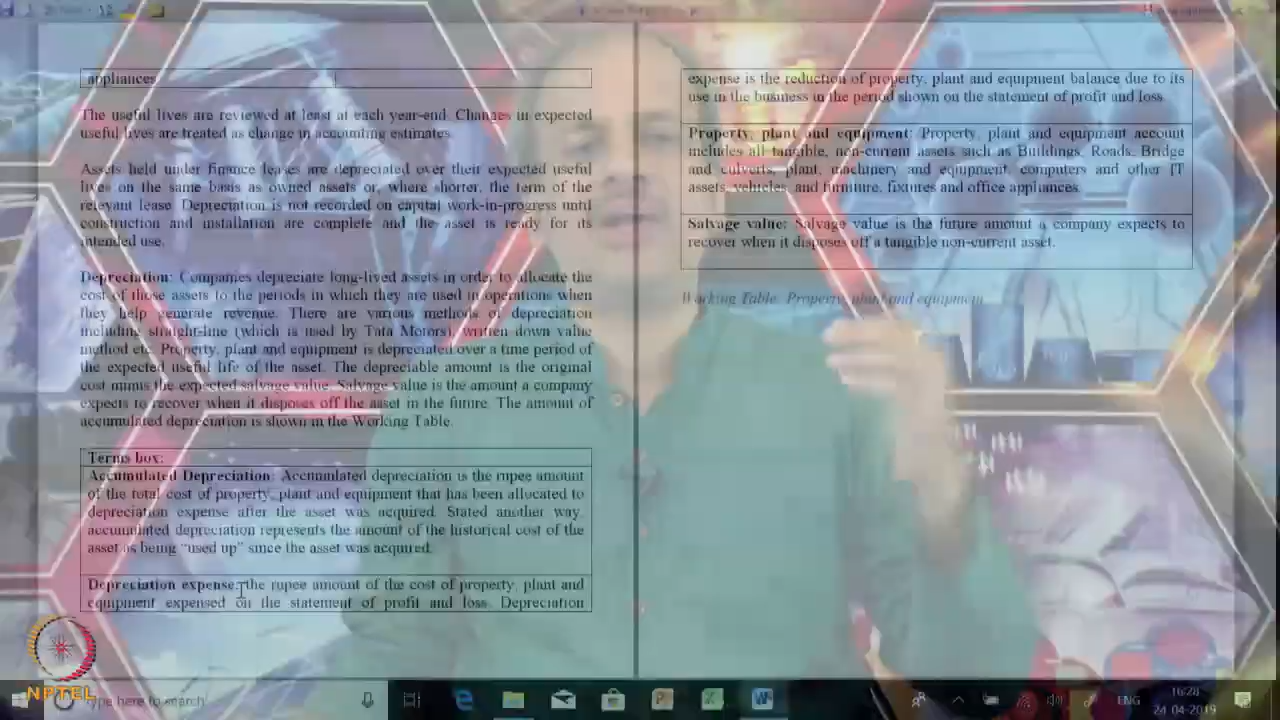 appliances
The useful lives are reviewed at least at each year-end. Changes in expected
useful lives are treated as change in accounting estimates.
Assets held under finance leases are depreciated over their expected useful
lives on the same basis as owned assets or, where shorter, the term of the
relevant lease. Depreciation is not recorded on capital work-in-progress until
construction and installation are complete and the asset is ready for its
intended use.
Depreciation: Companies depreciate long-lived assets in order to allocate the
cost of those assets to the periods in which they are used in operations when
they help generate revenue. There are various methods of depreciation
including straight-line (which is used by Tata Motors), written down value
method etc. Property, plant and equipment is depreciated over a time period of
the expected useful life of the asset. The depreciable amount is the original
cost minus the expected salvage value. Salvage value is the amount a company
expects to recover when it disposes off the asset in the future. The amount of
accumulated depreciation is shown in the Working Table.
Terms box:
Accumulated Depreciation: Accumulated depreciation is the rupee amount
of the total cost of property, plant and equipment that has been allocated to
depreciation expense after the asset was acquired. Stated another way,
accumulated depreciation represents the amount of the historical cost of the
asset as being "used up" since the asset was acquired.
Depreciation expense: the rupee amount of the cost of property, plant and
equipment expensed on the statement of profit and loss. Depreciation
expense is the reduction of property, plant and equipment balance due to its
use in the business in the period shown on the statement of profit and loss.
Property, plant and equipment: Property, plant and equipment account
includes all tangible, non-current assets such as Buildings, Roads, Bridge
and culverts, plant, machinery and equipment, computers and other IT
assets, vehicles, and furniture, fixtures and office appliances.
Salvage value: Salvage value is the future amount a company expects to
recover when it disposes off a tangible non-current asset.
Working Table: Property, plant and equipment
NPTEL
Type here to search
ENG
16:28
24-04-2019